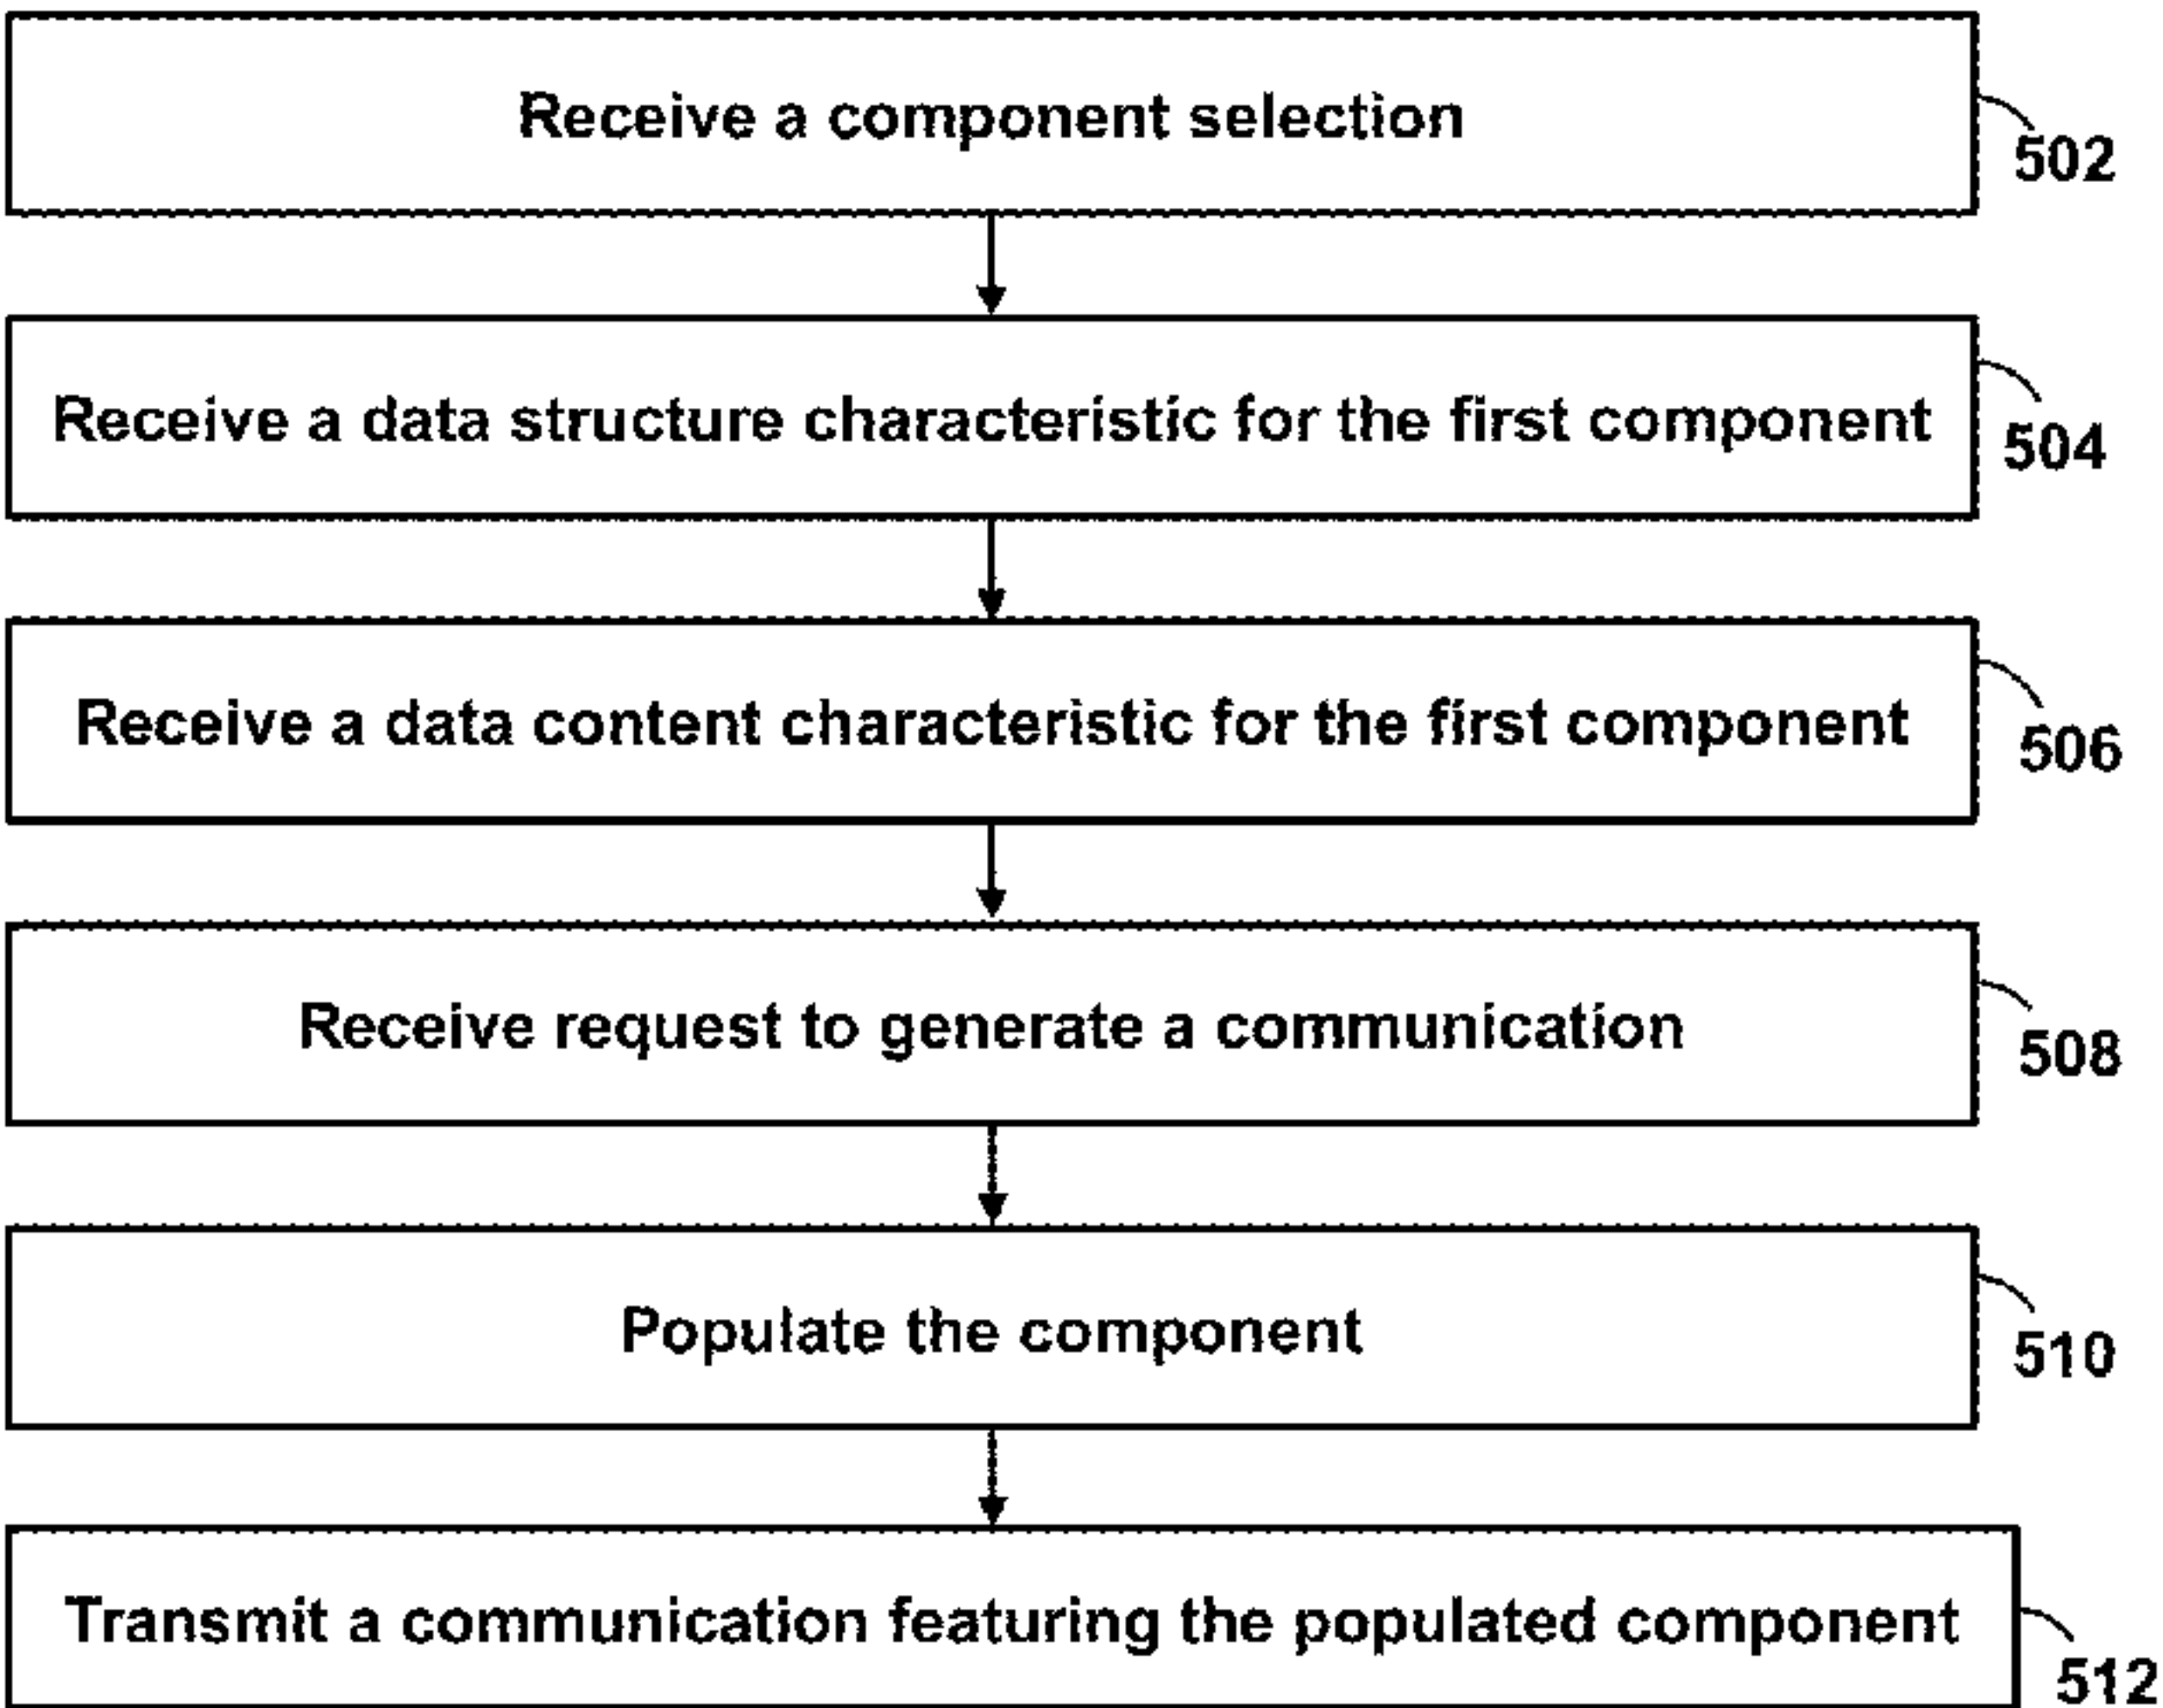 Receive a component selection
502
Receive a data structure characteristic for the first component
504
Receive a data content characteristic for the first component
506
Receive request to generate a communication
508
Populate the component
510
Transmit a communication featuring the populated component
512